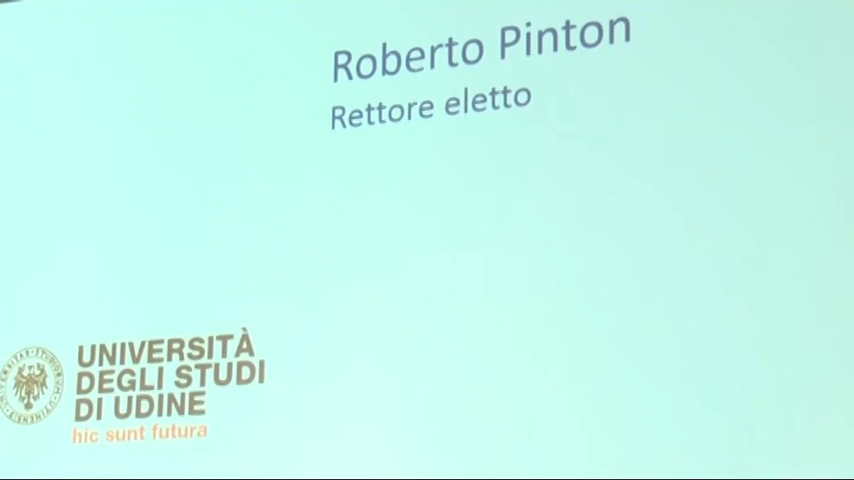 Roberto Pinton
Rettore eletto
UNIVERSITÀ
DEGLI STUDI
DI UDINE
hic sunt futura